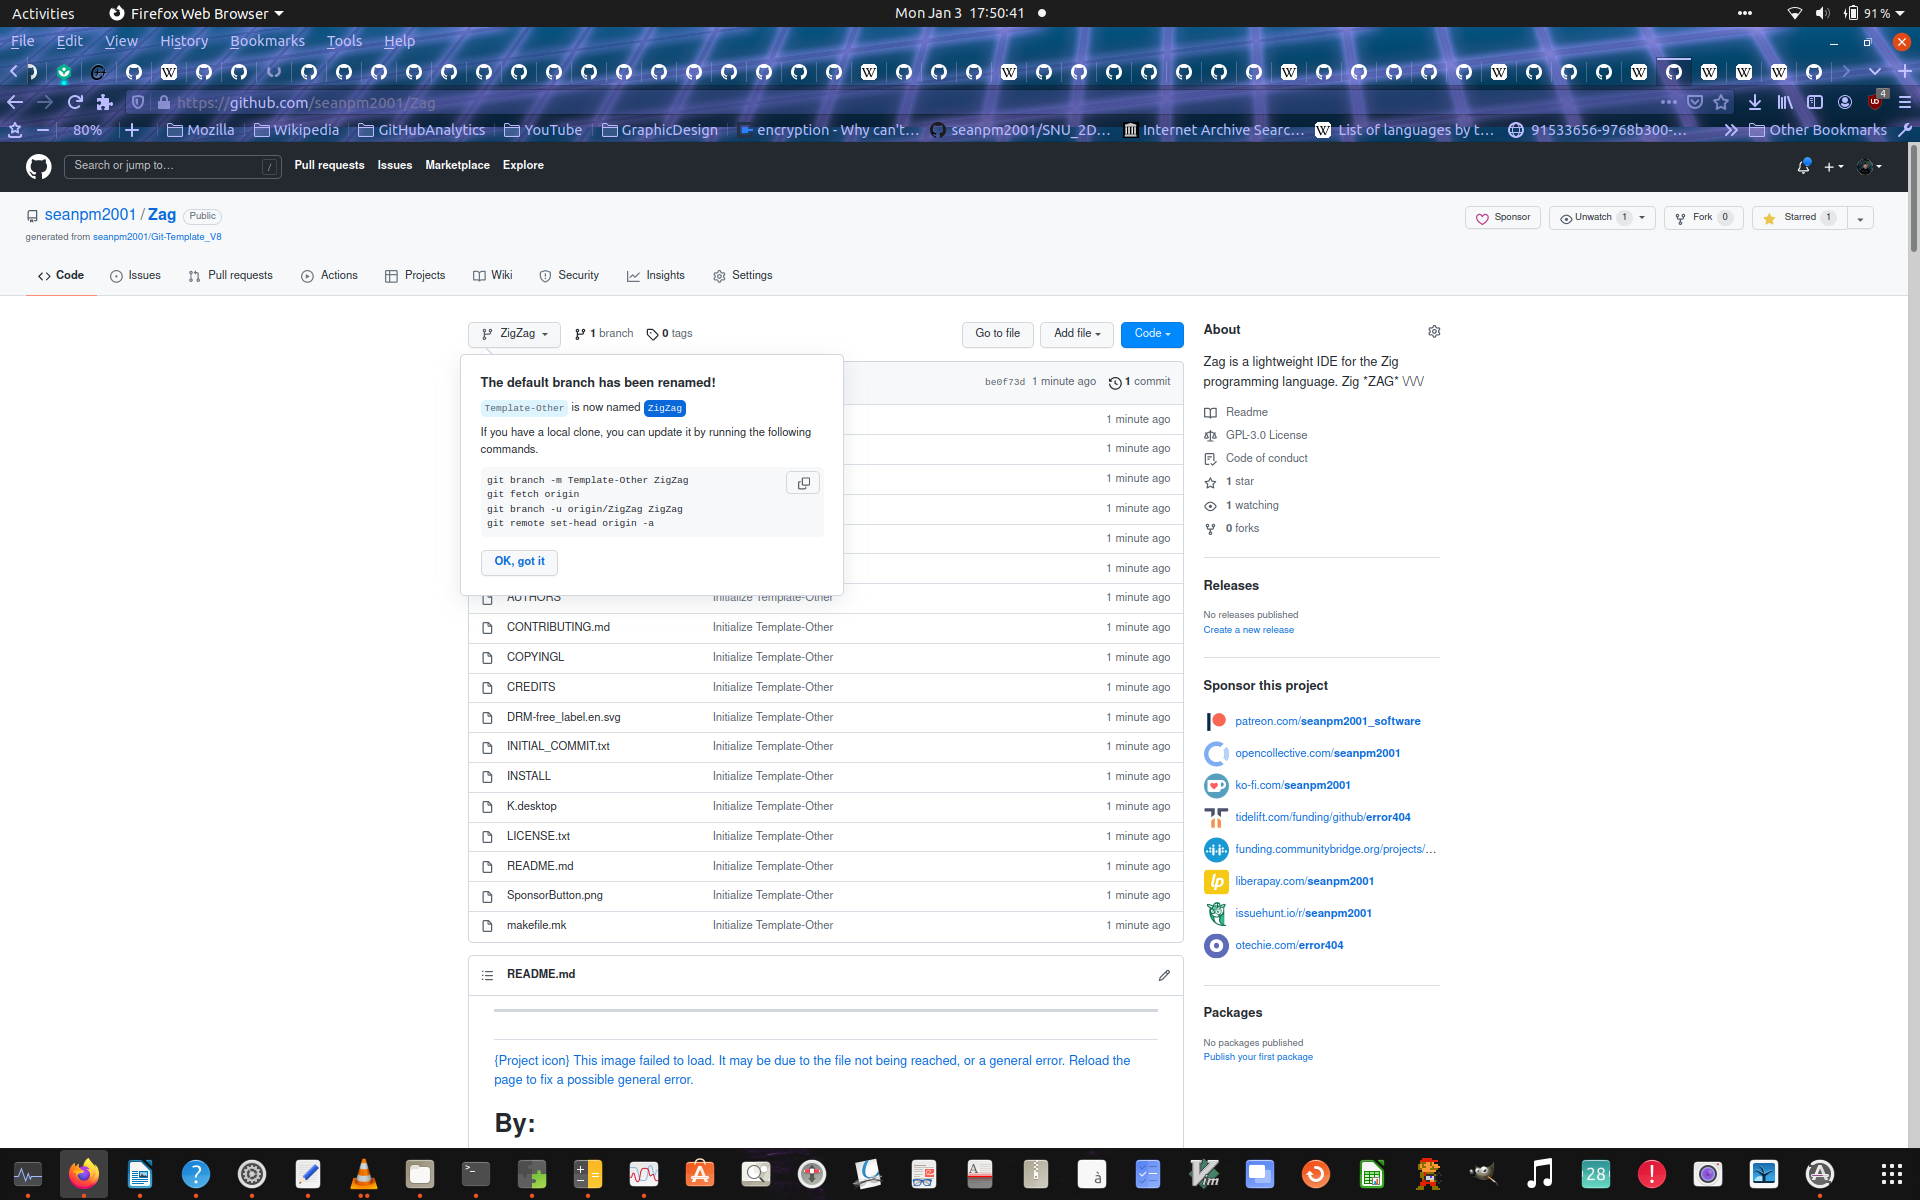 Activities
Firefox Web Browser
Mon Jan 3 17:50:41
91 %
File Edit View History Bookmarks Tools Help
https://github.com/seanpm2001/Zag
4
80%
Mozilla
Wikipedia
GitHubAnalytics
YouTube
GraphicDesign
encryption - Why can't…
seanpm2001/SNU_2D…
Internet Archive Searc…
List of languages by t…
91533656-9768b300-…
Other Bookmarks
Search or jump to…
/
Pull requests Issues Marketplace Explore
seanpm2001 / Zag Public
generated from seanpm2001/Git-Template_V8
Sponsor
Unwatch 1
Fork 0
Starred 1
Code
Issues
Pull requests
Actions
Projects
Wiki
Security
Insights
Settings
ZigZag
1 branch
0 tags
Go to file
Add file
Code
The default branch has been renamed!
Template-Other is now named ZigZag
If you have a local clone, you can update it by running the following
commands.
git branch -m Template-Other ZigZag
git fetch origin
git branch -u origin/ZigZag ZigZag
git remote set-head origin -a
OK, got it
be0f73d 1 minute ago 1 commit
1 minute ago
1 minute ago
1 minute ago
1 minute ago
1 minute ago
1 minute ago
AUTHORS Initialize Template-Other 1 minute ago
CONTRIBUTING.md Initialize Template-Other 1 minute ago
COPYINGL Initialize Template-Other 1 minute ago
CREDITS Initialize Template-Other 1 minute ago
DRM-free_label.en.svg Initialize Template-Other 1 minute ago
INITIAL_COMMIT.txt Initialize Template-Other 1 minute ago
INSTALL Initialize Template-Other 1 minute ago
K.desktop Initialize Template-Other 1 minute ago
LICENSE.txt Initialize Template-Other 1 minute ago
README.md Initialize Template-Other 1 minute ago
SponsorButton.png Initialize Template-Other 1 minute ago
makefile.mk Initialize Template-Other 1 minute ago
README.md
{Project icon} This image failed to load. It may be due to the file not being reached, or a general error. Reload the
page to fix a possible general error.
By:
About
Zag is a lightweight IDE for the Zig
programming language. Zig *ZAG* \/\/\/
Readme
GPL-3.0 License
Code of conduct
1 star
1 watching
0 forks
Releases
No releases published
Create a new release
Sponsor this project
patreon.com/seanpm2001_software
opencollective.com/seanpm2001
ko-fi.com/seanpm2001
tidelift.com/funding/github/error404
funding.communitybridge.org/projects/…
liberapay.com/seanpm2001
issuehunt.io/r/seanpm2001
otechie.com/error404
Packages
No packages published
Publish your first package
28